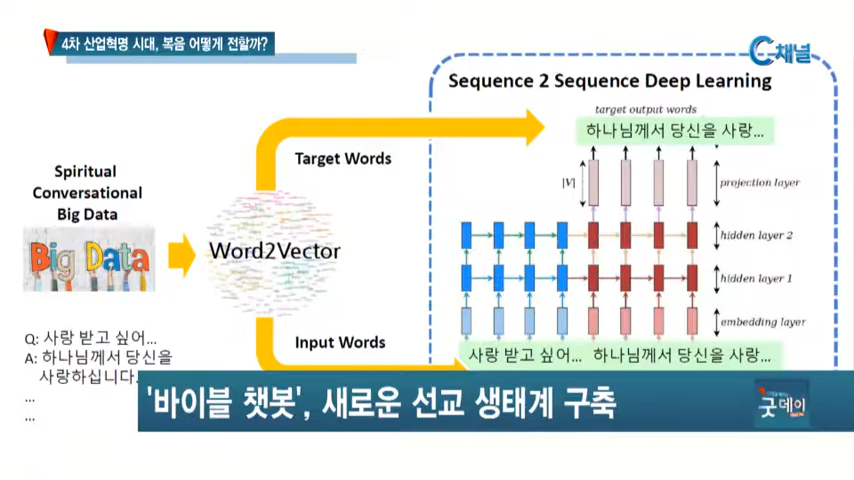 4차 산업혁명 시대, 복음 어떻게 전할까?
C채널
Sequence 2 Sequence Deep Learning
target output words
하나님께서 당신을 사랑...
Target Words
Spiritual
Conversational
Big Data
Big Data
|V|
projection layer
Word2Vector
hidden layer 2
hidden layer 1
embedding layer
Input Words
Q: 사랑 받고 싶어...
A: 하나님께서 당신을
사랑하십니다.
...
...
사랑 받고 싶어... 하나님께서 당신을 사랑...
'바이블 챗봇', 새로운 선교 생태계 구축
굿데이